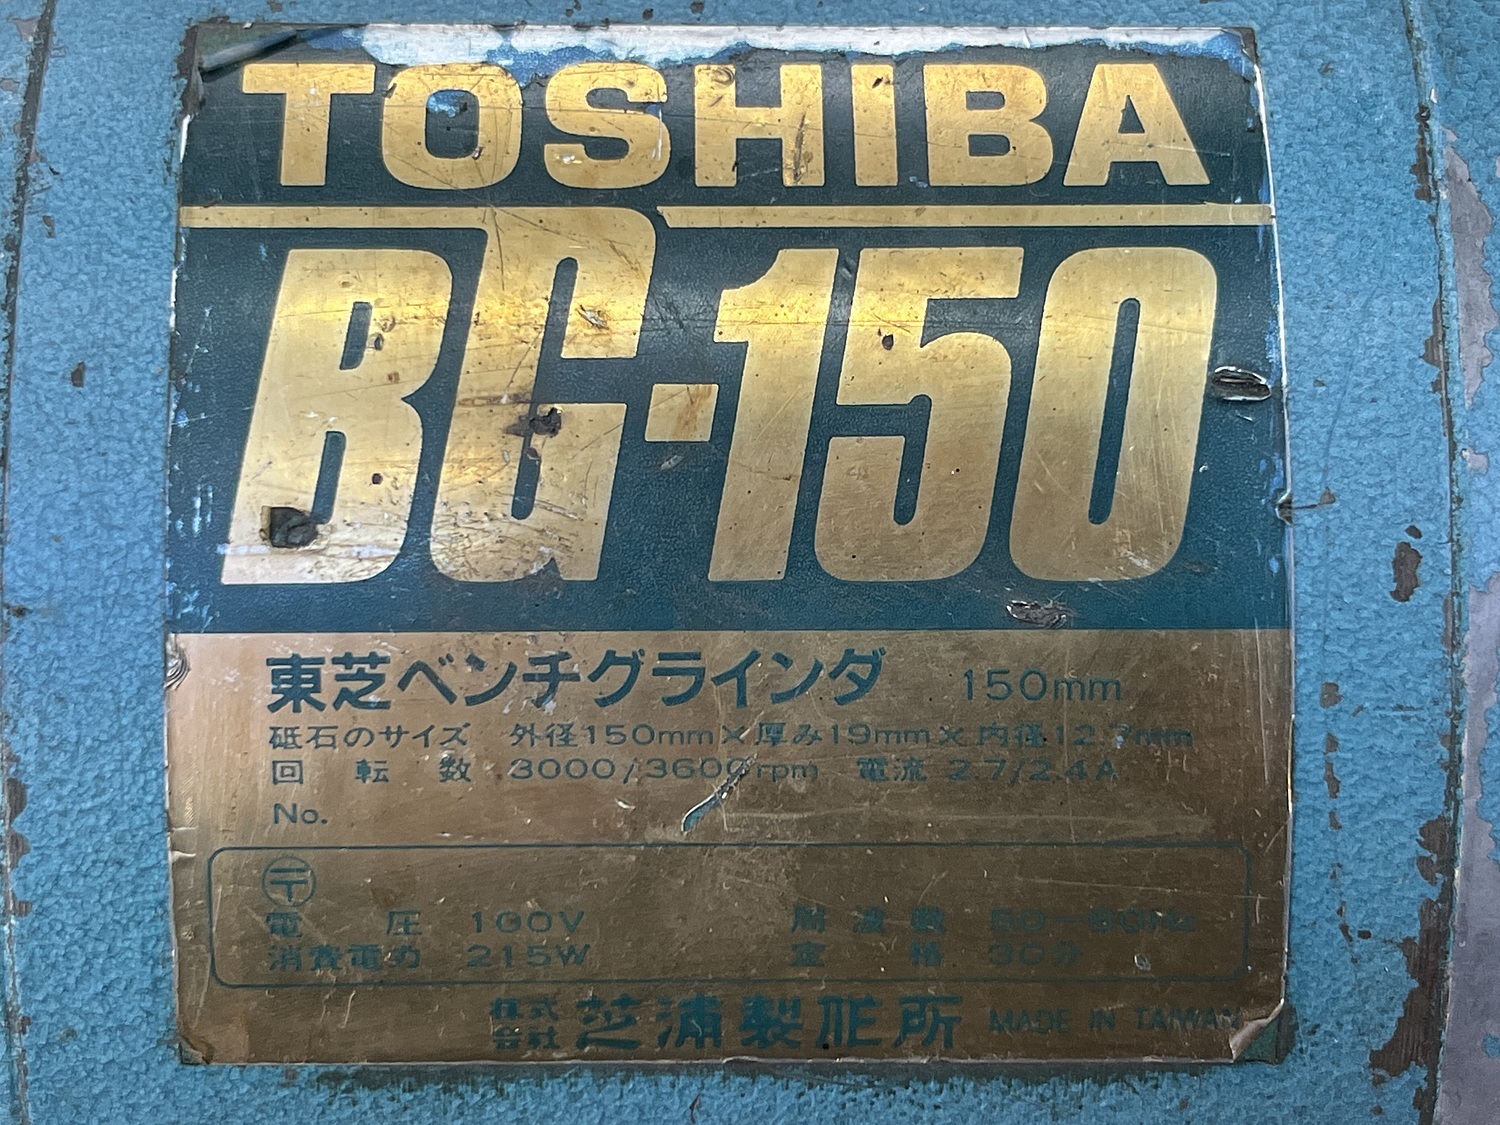 TOSHIBA
BG-150
東芝ベンチグラインダ 150mm
砥石のサイズ 外径150mm×厚み19mm×内径12.7mm
回転数 3000/3600rpm 電流 2.7/2.4A
No.
〒
電圧 100V 周波数 50-60Hz
消費電力 215W 定格 30分
株式会社 芝浦製作所 MADE IN TAIWAN